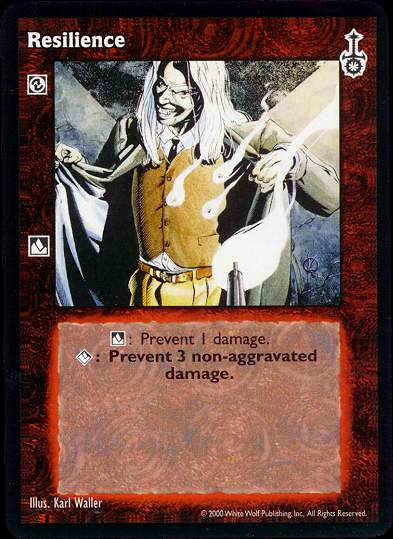 Resilience
: Prevent 1 damage.
: Prevent 3 non-aggravated
damage.
Illus. Karl Waller
© 2000 White Wolf Publishing, Inc. All Rights Reserved.